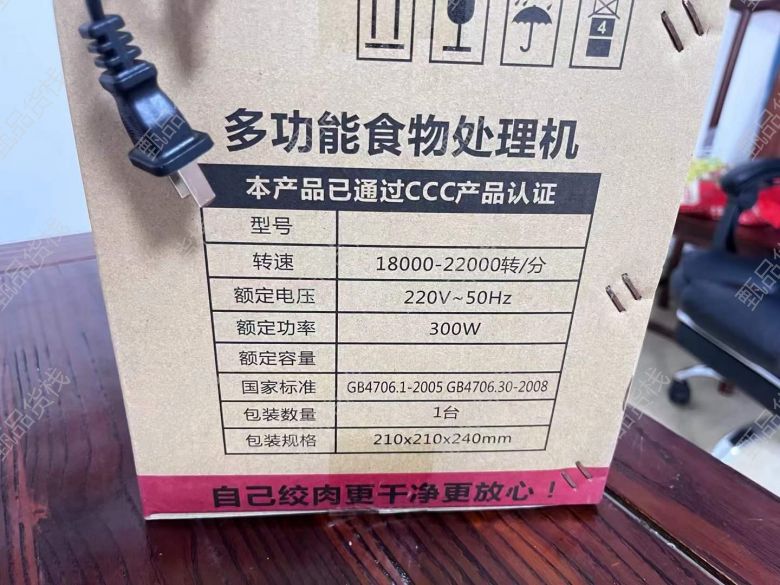 4
多功能食物处理机
本产品已通过CCC产品认证
型号
转速 18000-22000转/分
额定电压 220V~50Hz
额定功率 300W
额定容量
国家标准 GB4706.1-2005 GB4706.30-2008
包装数量 1台
包装规格 210x210x240mm
自己绞肉更干净更放心！
甄品货栈